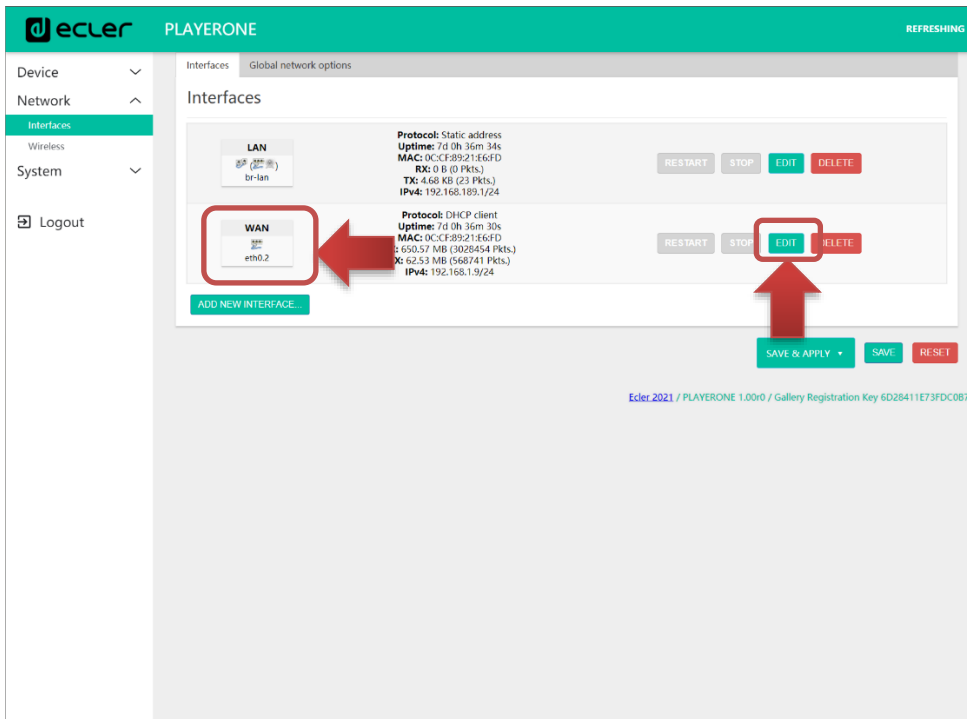 ecler
PLAYERONE
REFRESHING
Device
Network
Interfaces
Wireless
System
Logout
Interfaces Global network options
Interfaces
LAN
br-lan
Protocol: Static address
Uptime: 7d 0h 36m 34s
MAC: 0C:CF:89:21:E6:FD
RX: 0 B (0 Pkts.)
TX: 4.68 KB (23 Pkts.)
IPv4: 192.168.189.1/24
RESTART STOP EDIT DELETE
WAN
eth0.2
Protocol: DHCP client
Uptime: 7d 0h 36m 30s
MAC: 0C:CF:89:21:E6:FD
: 650.57 MB (3028454 Pkts.)
X: 62.53 MB (568741 Pkts.)
IPv4: 192.168.1.9/24
RESTART STOP EDIT DELETE
ADD NEW INTERFACE...
SAVE & APPLY SAVE RESET
Ecler 2021 / PLAYERONE 1.00r0 / Gallery Registration Key 6D28411E73FDC0B7